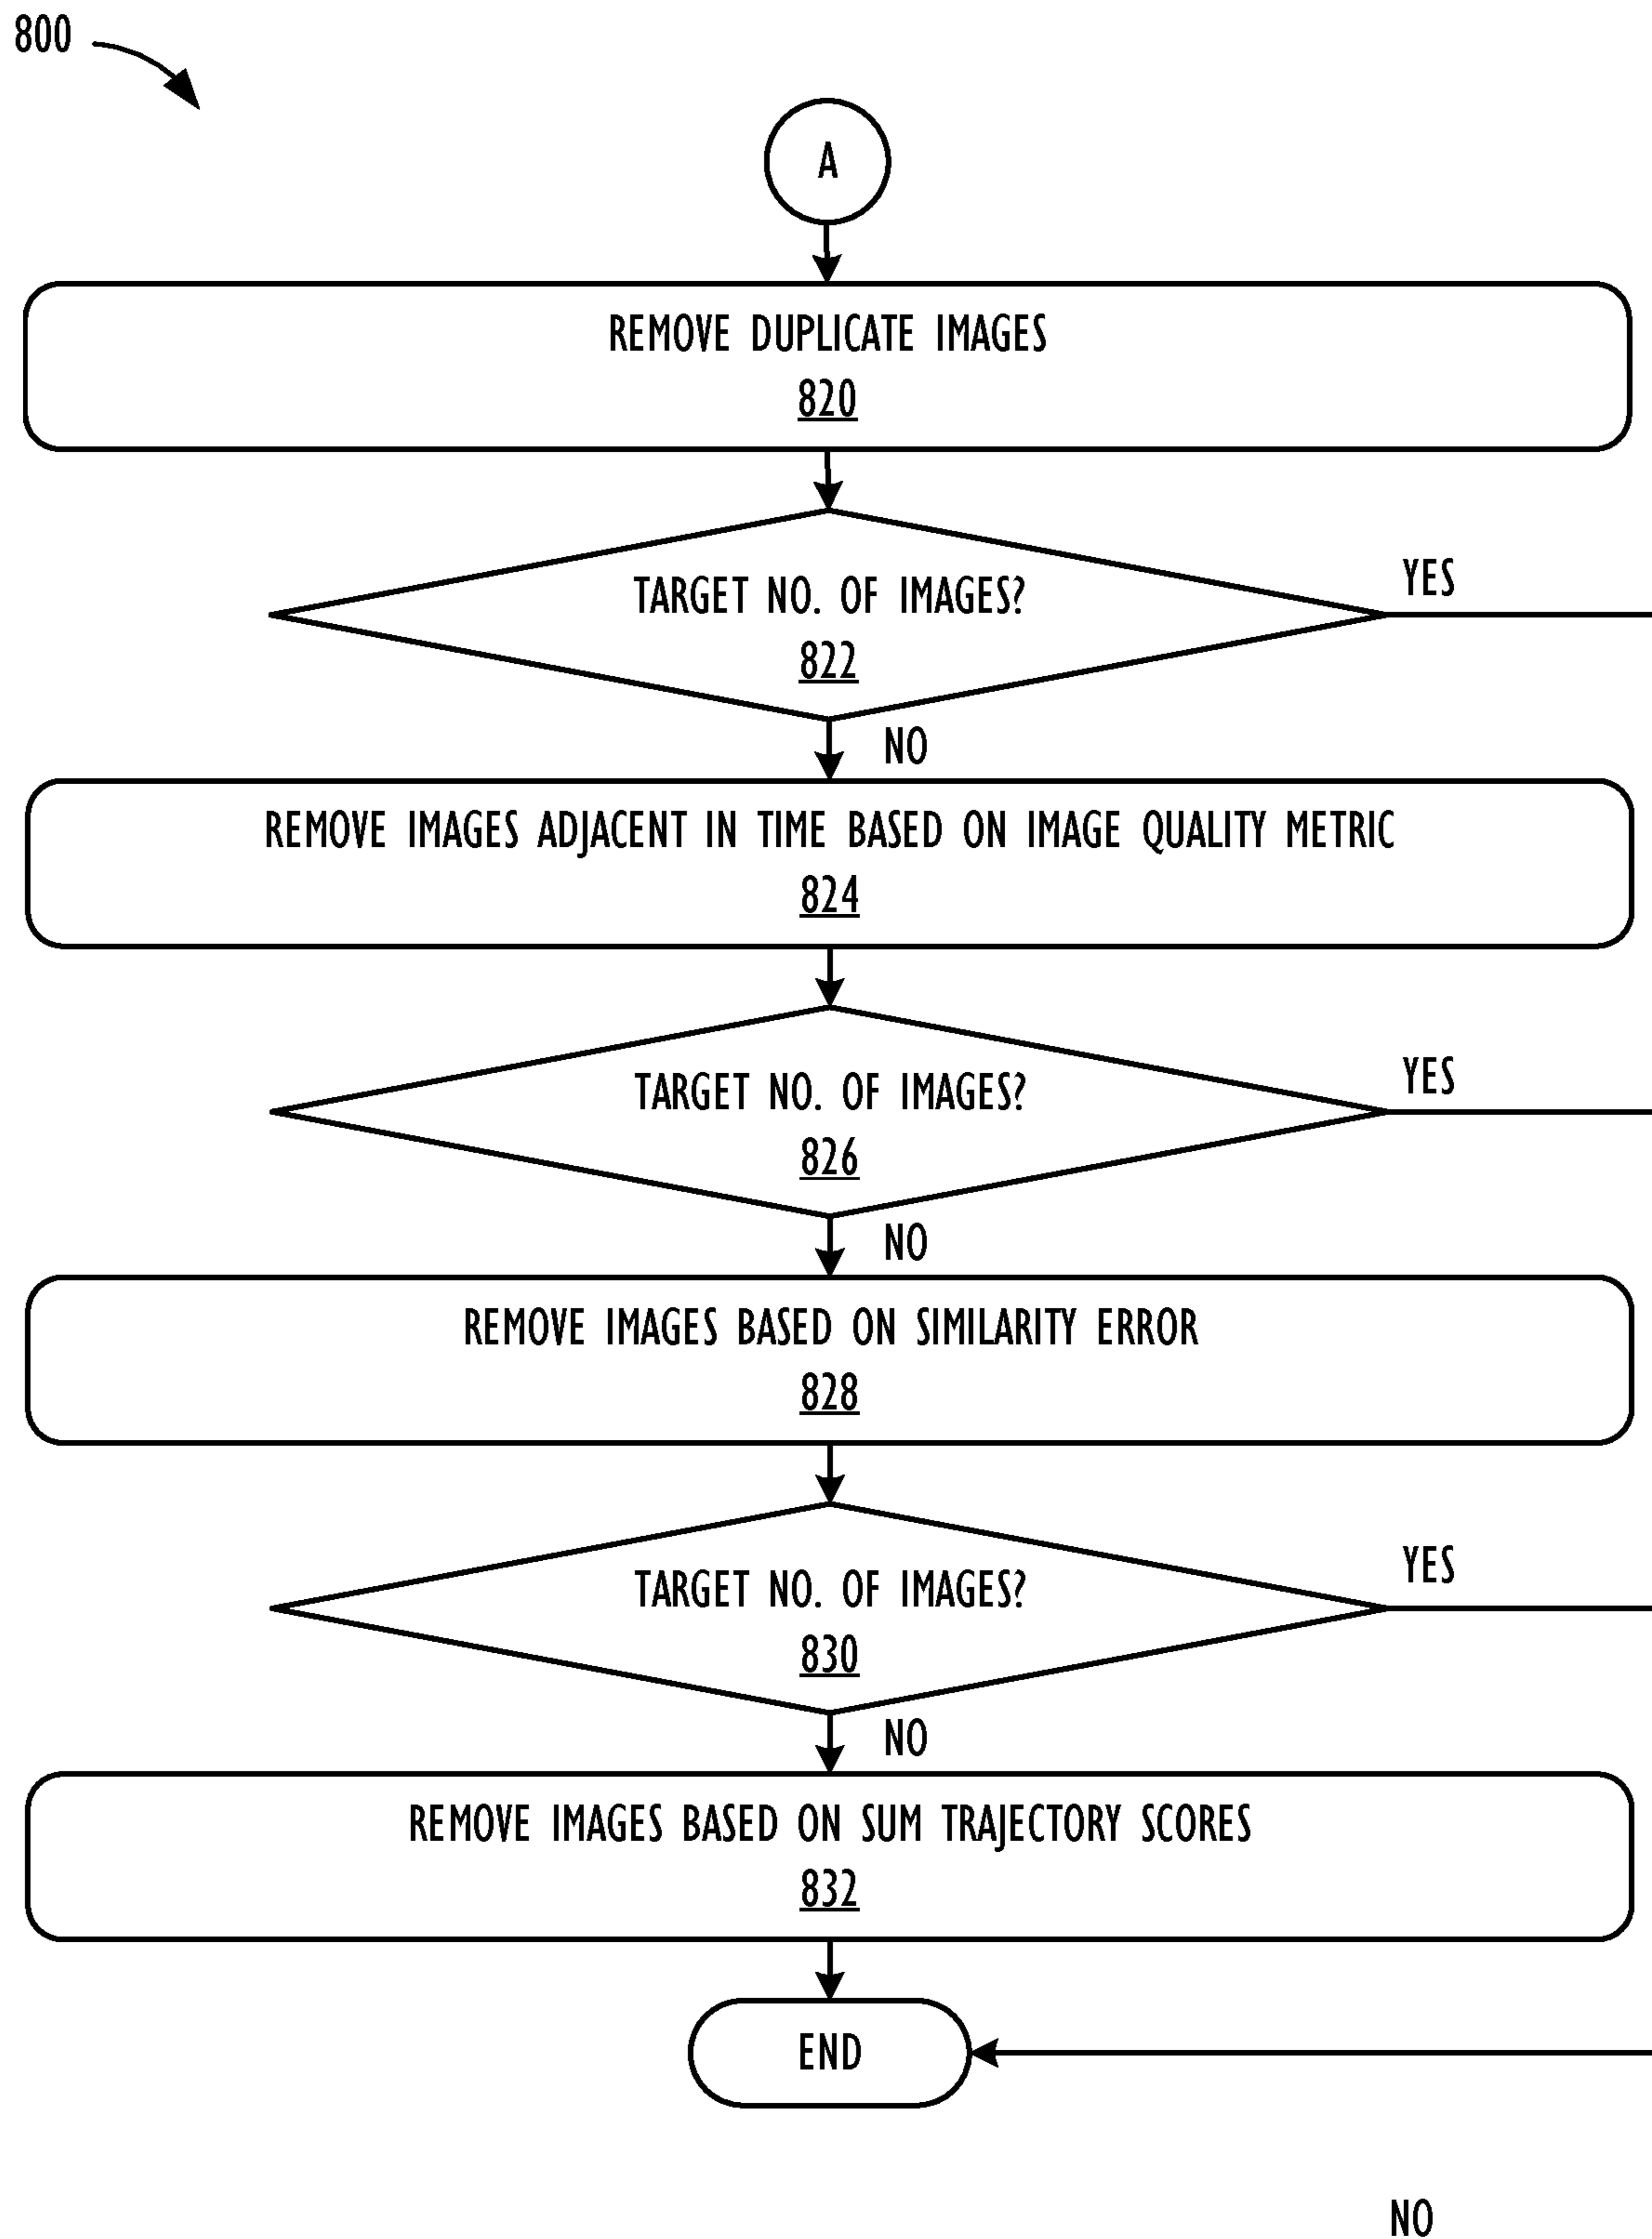 800
A
REMOVE DUPLICATE IMAGES
820
TARGET NO. OF IMAGES?
822
YES
NO
REMOVE IMAGES ADJACENT IN TIME BASED ON IMAGE QUALITY METRIC
824
TARGET NO. OF IMAGES?
826
YES
NO
REMOVE IMAGES BASED ON SIMILARITY ERROR
828
TARGET NO. OF IMAGES?
830
YES
NO
REMOVE IMAGES BASED ON SUM TRAJECTORY SCORES
832
END
NO